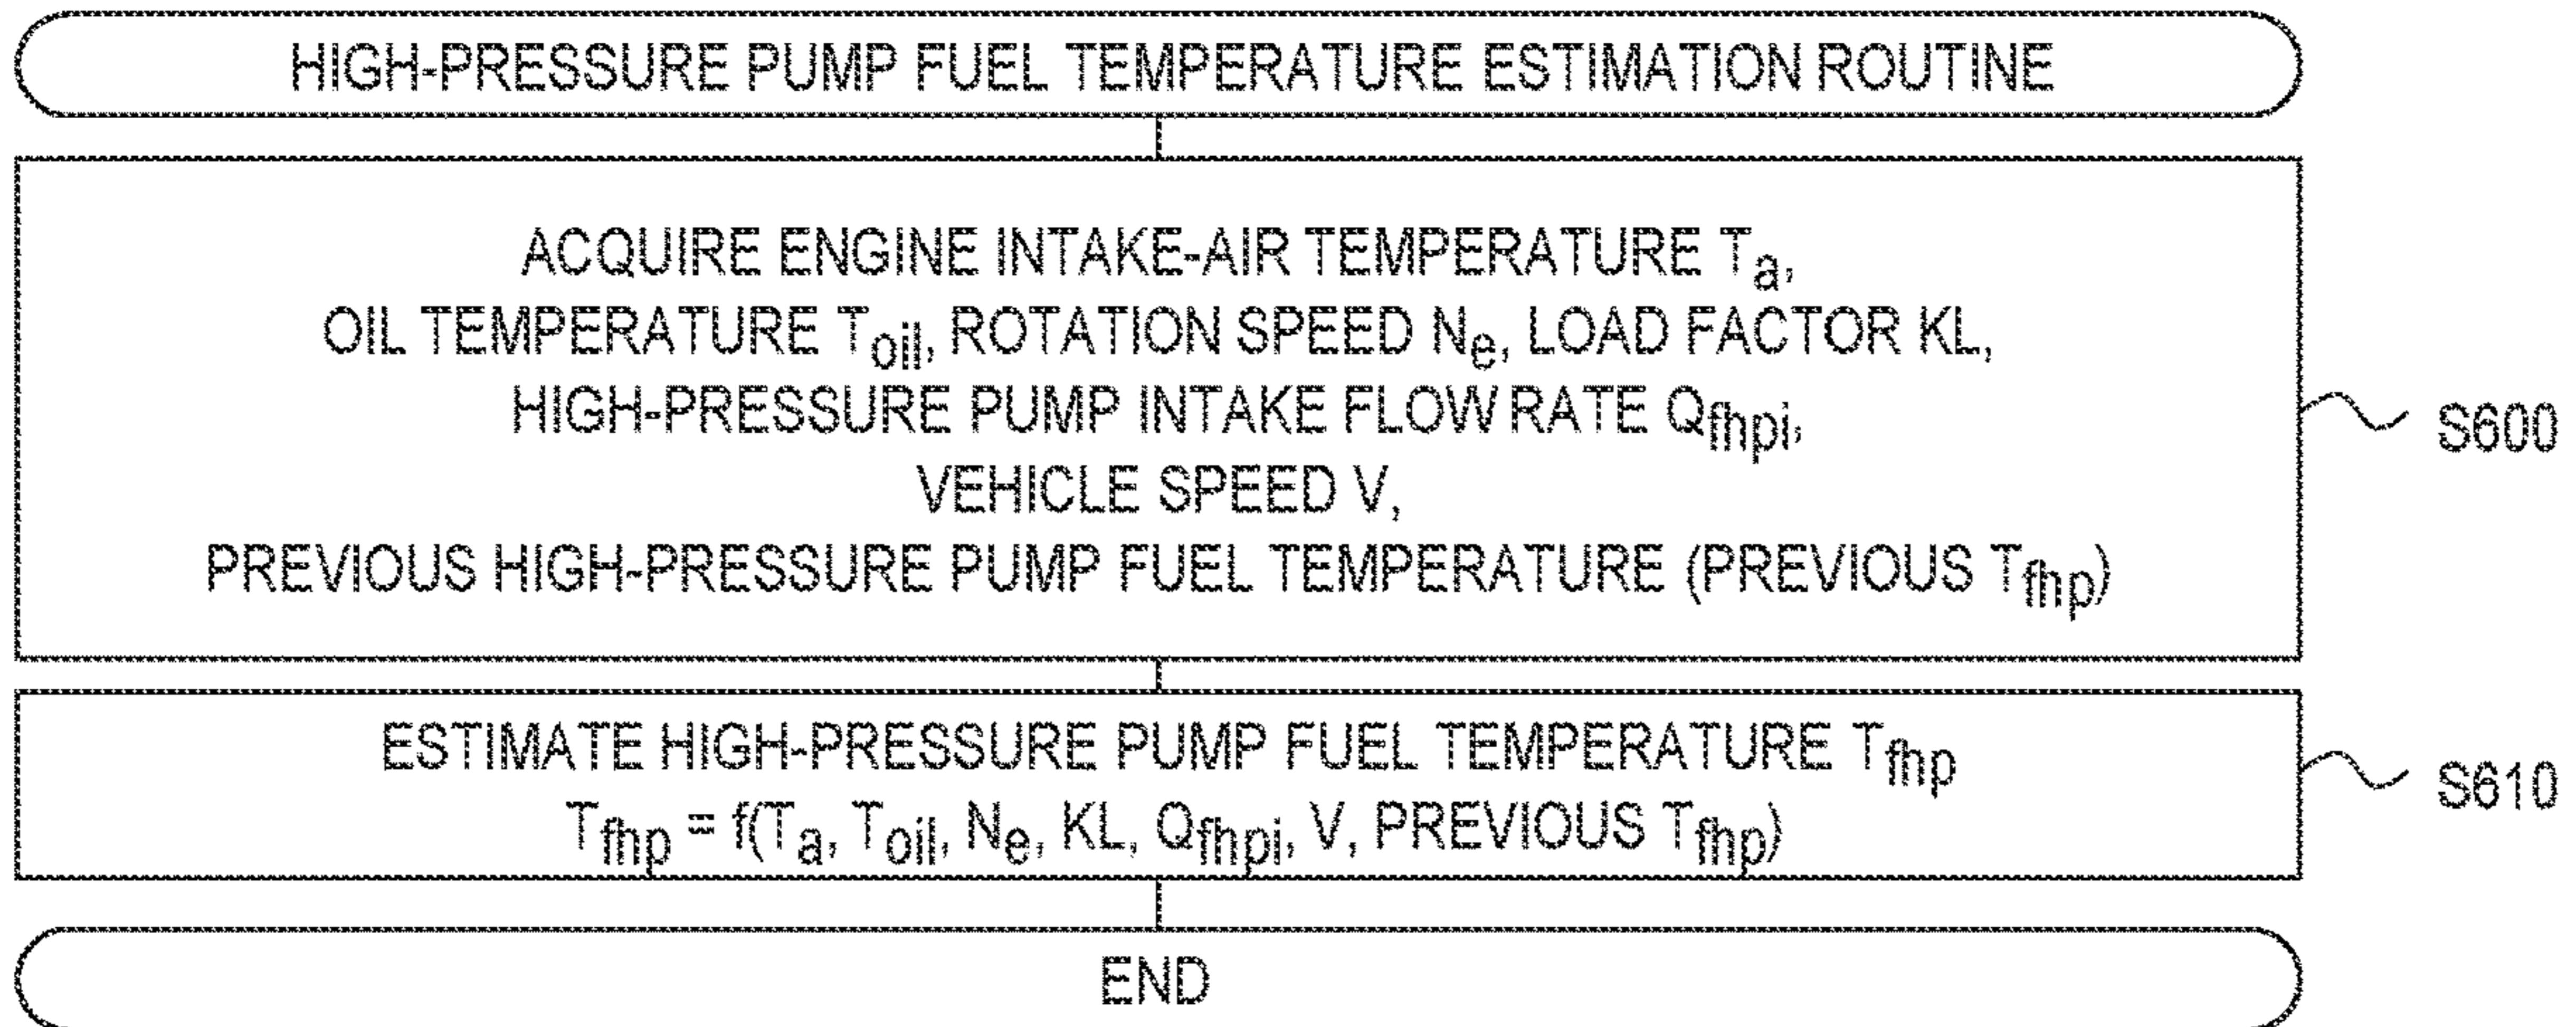 HIGH-PRESSURE PUMP FUEL TEMPERATURE ESTIMATION ROUTINE
ACQUIRE ENGINE INTAKE-AIR TEMPERATURE Ta,
OIL TEMPERATURE Toil, ROTATION SPEED Ne, LOAD FACTOR KL,
HIGH-PRESSURE PUMP INTAKE FLOW RATE Qfhpi,
S600
VEHICLE SPEED V,
PREVIOUS HIGH-PRESSURE PUMP FUEL TEMPERATURE (PREVIOUS Tfhp)
ESTIMATE HIGH-PRESSURE PUMP FUEL TEMPERATURE Tfhp
S610
Tfhp = f(Ta, Toil, Ne, KL, Qfhpi, V, PREVIOUS Tfhp)
END